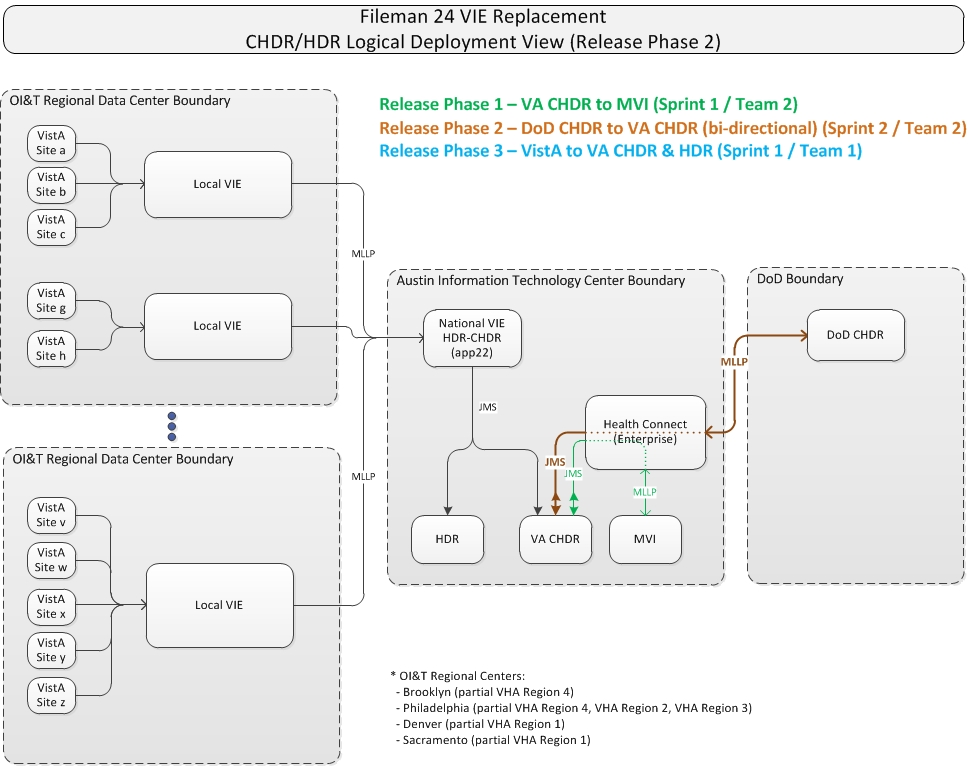 Fileman 24 VIE Replacement
CHDR/HDR Logical Deployment View (Release Phase 2)
OI&T Regional Data Center Boundary
VistA
Site a
VistA
Site b
VistA
Site c
Local VIE
VistA
Site g
VistA
Site h
Local VIE
OI&T Regional Data Center Boundary
VistA
Site v
VistA
Site w
VistA
Site x
VistA
Site y
VistA
Site z
Local VIE
MLLP
MLLP
Release Phase 1 – VA CHDR to MVI (Sprint 1 / Team 2)
Release Phase 2 – DoD CHDR to VA CHDR (bi-directional) (Sprint 2 / Team 2)
Release Phase 3 – VistA to VA CHDR & HDR (Sprint 1 / Team 1)
Austin Information Technology Center Boundary
National VIE
HDR-CHDR
(app22)
JMS
Health Connect
(Enterprise)
JMS
JMS
MLLP
HDR
VA CHDR
MVI
MLLP
DoD Boundary
DoD CHDR
* OI&T Regional Centers:
- Brooklyn (partial VHA Region 4)
- Philadelphia (partial VHA Region 4, VHA Region 2, VHA Region 3)
- Denver (partial VHA Region 1)
- Sacramento (partial VHA Region 1)